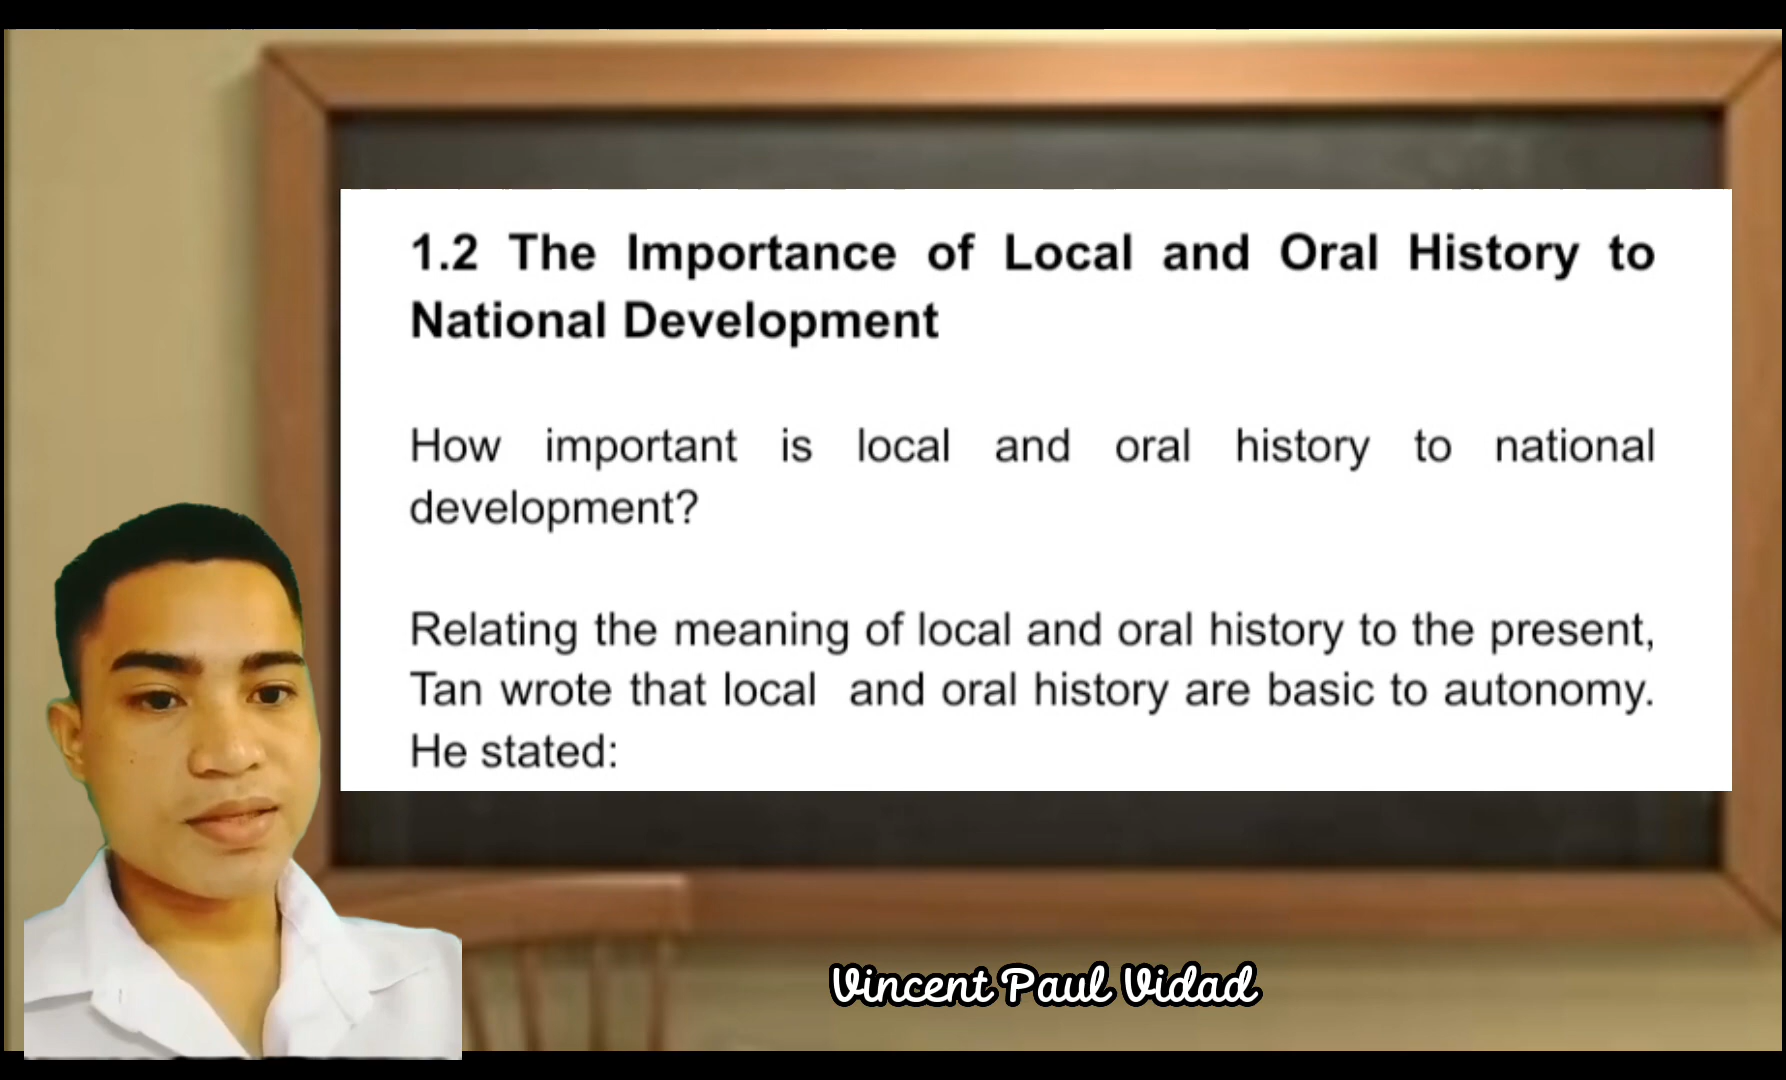 1.2 The Importance of Local and Oral History to
National Development
How important is local and oral history to national
development?
Relating the meaning of local and oral history to the present,
Tan wrote that local and oral history are basic to autonomy.
He stated:
Vincent Paul Vidad